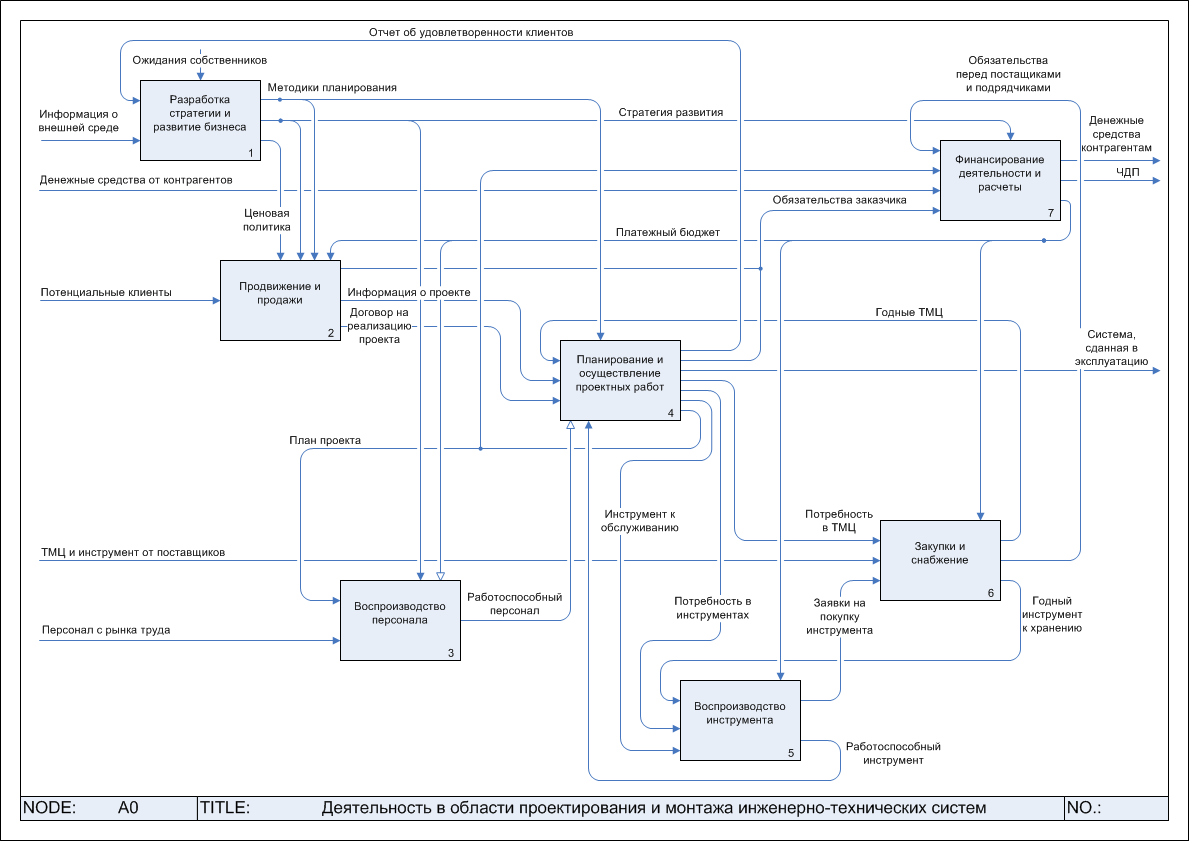 Отчет об удовлетворенности клиентов
Ожидания собственников
Методики планирования
Разработка
стратегии и
развитие бизнеса
1
Информация о
внешней среде
Стратегия развития
Обязательства
перед постащиками
и подрядчиками
Денежные
средства
контрагентам
ЧДП
Финансирование
деятельности и
расчеты
7
Денежные средства от контрагентов
Ценовая
политика
Обязательства заказчика
Платежный бюджет
Потенциальные клиенты
Продвижение и
продажи
2
Информация о проекте
Договор на
реализацию
проекта
Годные ТМЦ
Система,
сданная в
эксплуатацию
Планирование и
осуществление
проектных работ
4
План проекта
Инструмент к
обслуживанию
Потребность
в ТМЦ
ТМЦ и инструмент от поставщиков
Закупки и
снабжение
6
Воспроизводство
персонала
3
Работоспособный
персонал
Потребность в
инструментах
Заявки на
покупку
инструмента
Годный
инструмент
к хранению
Персонал с рынка труда
Воспроизводство
инструмента
5
Работоспособный
инструмент
NODE: A0 TITLE: Деятельность в области проектирования и монтажа инженерно-технических систем NO.: